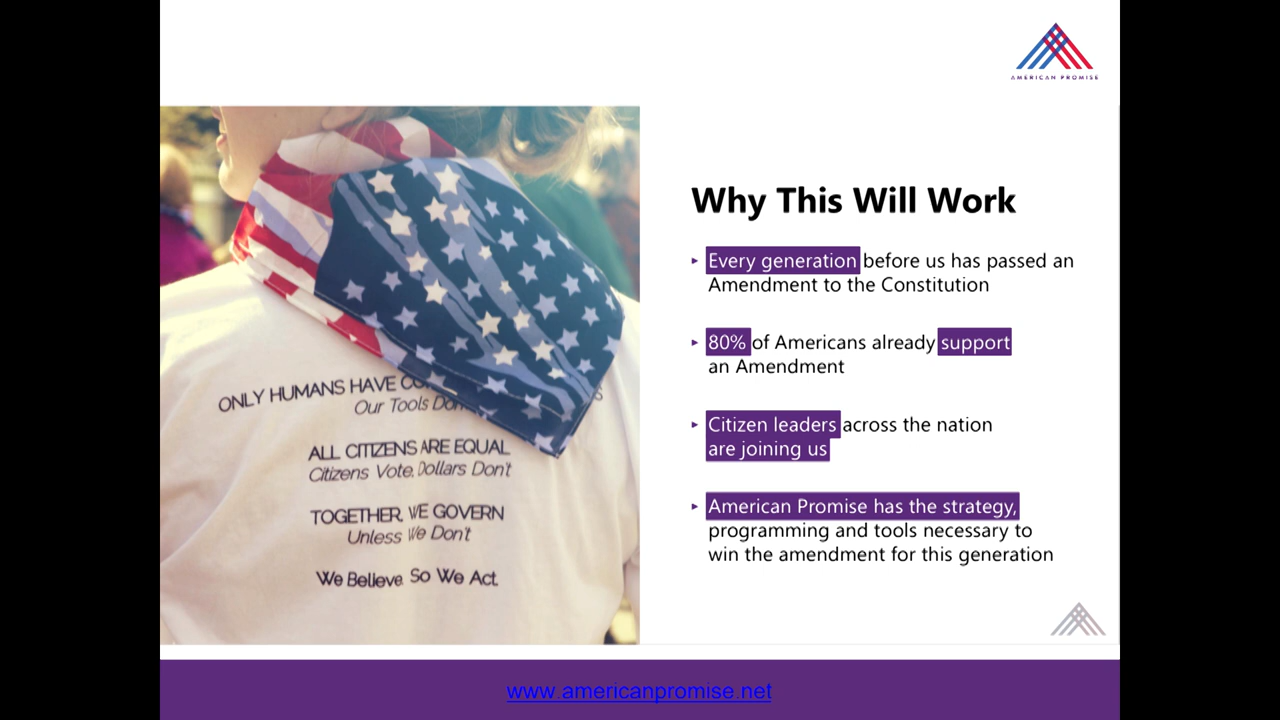 AMERICAN PROMISE
ONLY HUMANS HAVE
Our Tools
ALL CITIZENS ARE EQUAL
Citizens Vote, Dollars Don't
TOGETHER, WE GOVERN
Unless We Don't
We Believe. So We Act.
Why This Will Work
Every generation before us has passed an
Amendment to the Constitution
80% of Americans already support
an Amendment
Citizen leaders across the nation
are joining us
American Promise has the strategy,
programming and tools necessary to
win the amendment for this generation
www.americanpromise.net